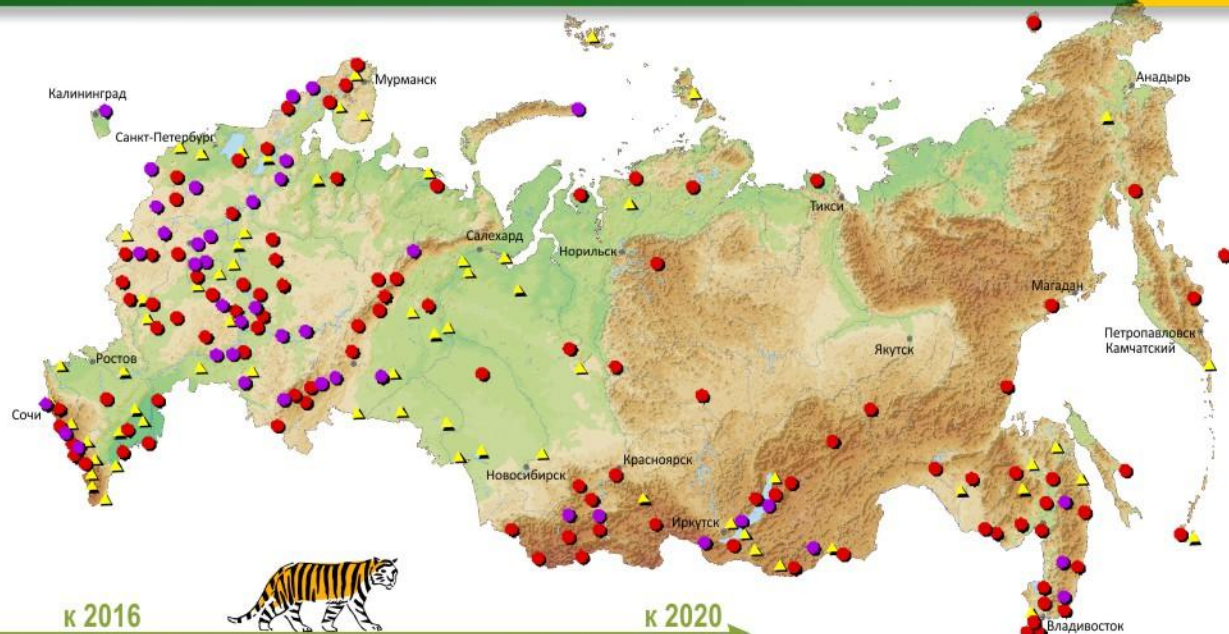 Мурманск
Анадырь
Калининград
Санкт-Петербург
Тикси
Салехард
Норильск
Магадан
Петропавловск
Камчатский
Якутск
Ростов
Сочи
Красноярск
Новосибирск
Иркутск
Владивосток
к 2016
к 2020